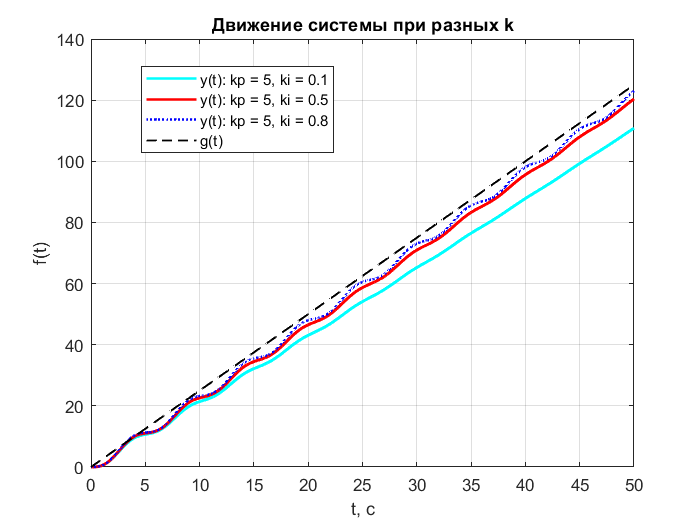 Движение системы при разных k
140
120
100
80
60
40
20
0
f(t)
y(t): kp = 5, ki = 0.1
y(t): kp = 5, ki = 0.5
y(t): kp = 5, ki = 0.8
g(t)
0 5 10 15 20 25 30 35 40 45 50
t, c